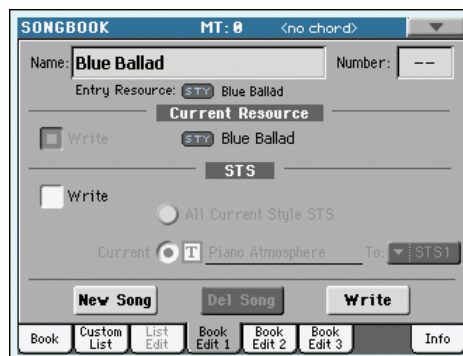 SONGBOOK MT: 0 <no chord>
Name: Blue Ballad Number: --
Entry Resource: STY Blue Ballad
Current Resource
Write STY Blue Ballad
STS
Write
All Current Style STS
Current T Piano Atmosphere To: STS1
New Song Del Song Write
Book Custom List List Edit Book Edit 1 Book Edit 2 Book Edit 3 Info